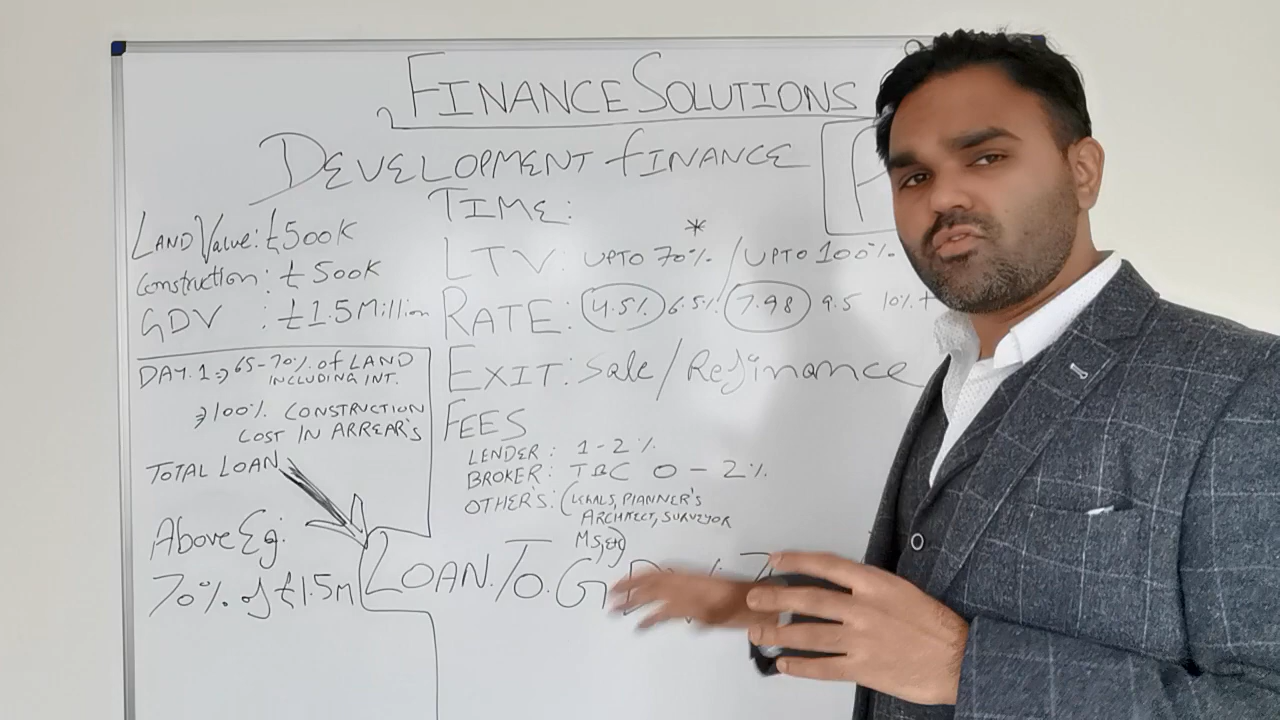 FINANCE SOLUTIONS
DEVELOPMENT FINANCE
P
TIME:
LAND Value: £500K
Construction: £500K
GDV : £1.5 Million
LTV: UPTO 70%* / UPTO 100%.
RATE: 4.5% 6.5% 7.98 9.5 10% +
EXIT: Sale/Refinance
DAY.1 → 65-70% of LAND
INCLUDING INT.
→ 100% CONSTRUCTION
COST IN ARREAR'S
TOTAL LOAN
FEES
LENDER: 1-2%
BROKER: TBC 0-2%
OTHER'S: (LEGALS, PLANNER'S
ARCHITECT, SURVEYOR
MS, etc)
Above Eg:
70% of £1.5M
LOAN. TO. GDV: 7